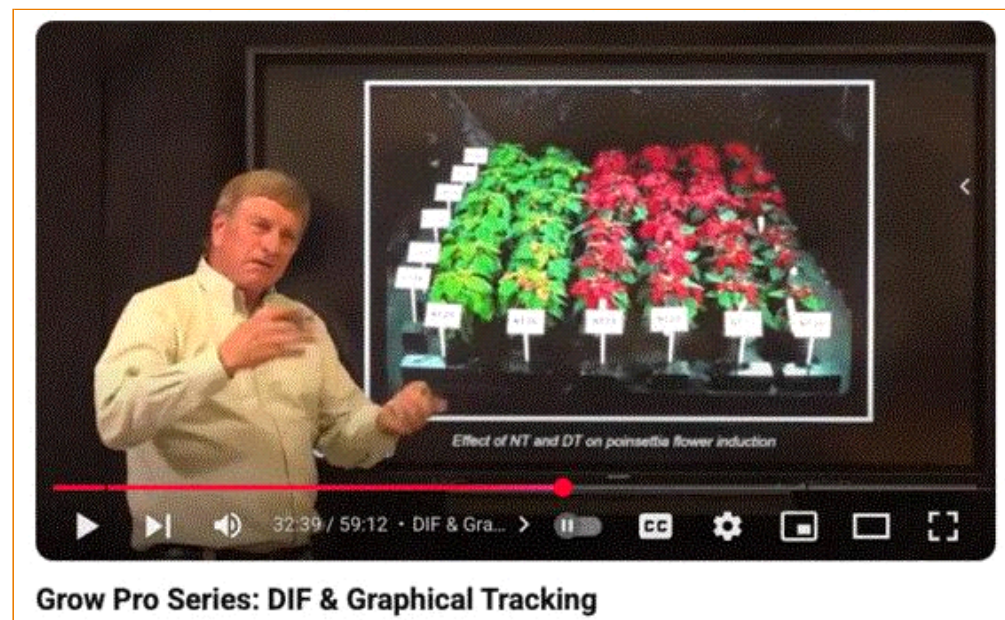 Effect of NT and DT on poinsettia flower induction
32:39 / 59:12 • DIF & Gra...
CC
Grow Pro Series: DIF & Graphical Tracking